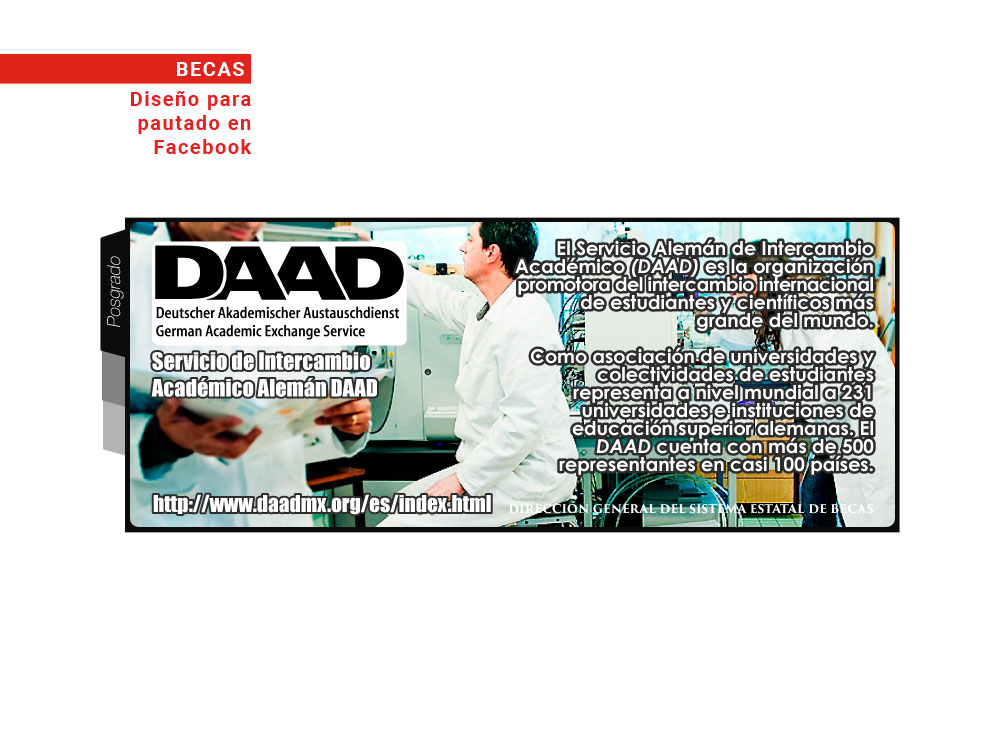 BECAS
Diseño para
pautado en
Facebook
Posgrado
DAAD
Deutscher Akademischer Austauschdienst
German Academic Exchange Service
Servicio de Intercambio
Académico Alemán DAAD
http://www.daadmx.org/es/index.html
El Servicio Alemán de Intercambio
Académico (DAAD) es la organización
promotora del intercambio internacional
de estudiantes y científicos más
grande del mundo.
Como asociación de universidades y
colectividades de estudiantes
representa a nivel mundial a 231
universidades e instituciones de
educación superior alemanas. El
DAAD cuenta con más de 500
representantes en casi 100 países.
DIRECCIÓN GENERAL DEL SISTEMA ESTATAL DE BECAS